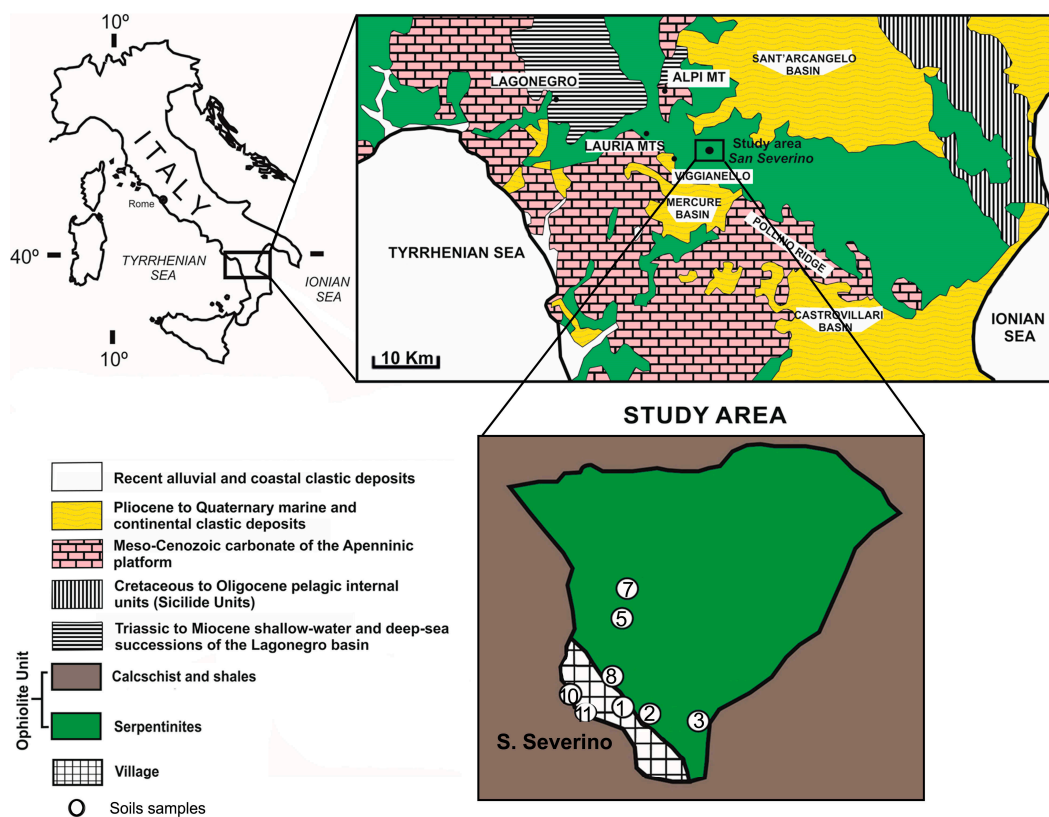 10º
ITALY
Rome
40º
TYRRHENIAN
SEA
IONIAN
SEA
10º
SANT'ARCANGELO
BASIN
LAGONEGRO
ALPI MT
LAURIA MTS
Study area
San Severino
VIGGIANELLO
MERCURE
BASIN
TYRRHENIAN SEA
POLLINO RIDGE
CASTROVILLARI
BASIN
IONIAN
SEA
10 Km
STUDY AREA
7
5
8
10
11
1
2
3
S. Severino
Recent alluvial and coastal clastic deposits
Pliocene to Quaternary marine and
continental clastic deposits
Meso-Cenozoic carbonate of the Apenninic
platform
Cretaceous to Oligocene pelagic internal
units (Sicilide Units)
Triassic to Miocene shallow-water and deep-sea
successions of the Lagonegro basin
Ophiolite Unit
Calcschist and shales
Serpentinites
Village
Soils samples